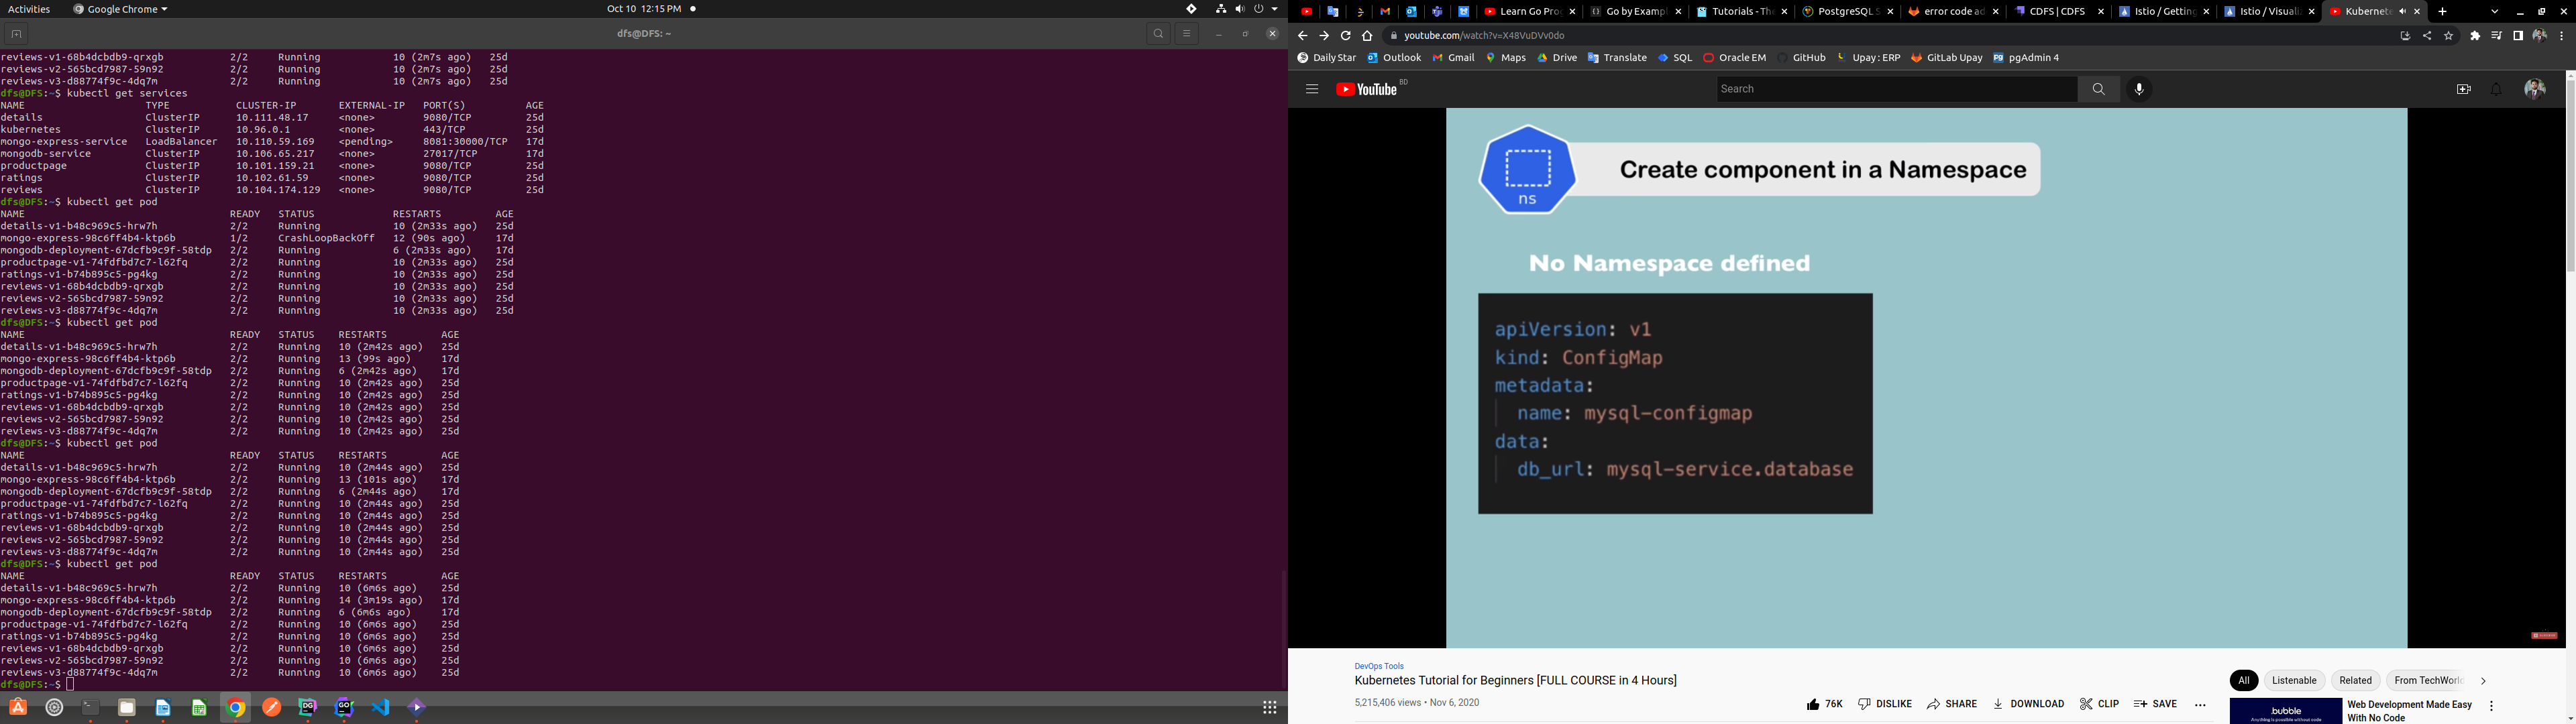 Activities
Google Chrome
Oct 10 12:15 PM
dfs@DFS: ~
reviews-v1-68b4dcbdb9-qrxgb 2/2 Running 10 (2m7s ago) 25d
reviews-v2-565bcd7987-59n92 2/2 Running 10 (2m7s ago) 25d
reviews-v3-d88774f9c-4dq7m 2/2 Running 10 (2m7s ago) 25d
dfs@DFS:~$ kubectl get services
NAME TYPE CLUSTER-IP EXTERNAL-IP PORT(S) AGE
details ClusterIP 10.111.48.17 <none> 9080/TCP 25d
kubernetes ClusterIP 10.96.0.1 <none> 443/TCP 25d
mongo-express-service LoadBalancer 10.110.59.169 <pending> 8081:30000/TCP 17d
mongodb-service ClusterIP 10.106.65.217 <none> 27017/TCP 17d
productpage ClusterIP 10.101.159.21 <none> 9080/TCP 25d
ratings ClusterIP 10.102.61.59 <none> 9080/TCP 25d
reviews ClusterIP 10.104.174.129 <none> 9080/TCP 25d
dfs@DFS:~$ kubectl get pod
NAME READY STATUS RESTARTS AGE
details-v1-b48c969c5-hrw7h 2/2 Running 10 (2m33s ago) 25d
mongo-express-98c6ff4b4-ktp6b 1/2 CrashLoopBackOff 12 (90s ago) 17d
mongodb-deployment-67dcfb9c9f-58tdp 2/2 Running 6 (2m33s ago) 17d
productpage-v1-74fdfbd7c7-l62fq 2/2 Running 10 (2m33s ago) 25d
ratings-v1-b74b895c5-pg4kg 2/2 Running 10 (2m33s ago) 25d
reviews-v1-68b4dcbdb9-qrxgb 2/2 Running 10 (2m33s ago) 25d
reviews-v2-565bcd7987-59n92 2/2 Running 10 (2m33s ago) 25d
reviews-v3-d88774f9c-4dq7m 2/2 Running 10 (2m33s ago) 25d
dfs@DFS:~$ kubectl get pod
NAME READY STATUS RESTARTS AGE
details-v1-b48c969c5-hrw7h 2/2 Running 10 (2m42s ago) 25d
mongo-express-98c6ff4b4-ktp6b 2/2 Running 13 (99s ago) 17d
mongodb-deployment-67dcfb9c9f-58tdp 2/2 Running 6 (2m42s ago) 17d
productpage-v1-74fdfbd7c7-l62fq 2/2 Running 10 (2m42s ago) 25d
ratings-v1-b74b895c5-pg4kg 2/2 Running 10 (2m42s ago) 25d
reviews-v1-68b4dcbdb9-qrxgb 2/2 Running 10 (2m42s ago) 25d
reviews-v2-565bcd7987-59n92 2/2 Running 10 (2m42s ago) 25d
reviews-v3-d88774f9c-4dq7m 2/2 Running 10 (2m42s ago) 25d
dfs@DFS:~$ kubectl get pod
NAME READY STATUS RESTARTS AGE
details-v1-b48c969c5-hrw7h 2/2 Running 10 (2m44s ago) 25d
mongo-express-98c6ff4b4-ktp6b 2/2 Running 13 (101s ago) 17d
mongodb-deployment-67dcfb9c9f-58tdp 2/2 Running 6 (2m44s ago) 17d
productpage-v1-74fdfbd7c7-l62fq 2/2 Running 10 (2m44s ago) 25d
ratings-v1-b74b895c5-pg4kg 2/2 Running 10 (2m44s ago) 25d
reviews-v1-68b4dcbdb9-qrxgb 2/2 Running 10 (2m44s ago) 25d
reviews-v2-565bcd7987-59n92 2/2 Running 10 (2m44s ago) 25d
reviews-v3-d88774f9c-4dq7m 2/2 Running 10 (2m44s ago) 25d
dfs@DFS:~$ kubectl get pod
NAME READY STATUS RESTARTS AGE
details-v1-b48c969c5-hrw7h 2/2 Running 10 (6m6s ago) 25d
mongo-express-98c6ff4b4-ktp6b 2/2 Running 14 (3m19s ago) 17d
mongodb-deployment-67dcfb9c9f-58tdp 2/2 Running 6 (6m6s ago) 17d
productpage-v1-74fdfbd7c7-l62fq 2/2 Running 10 (6m6s ago) 25d
ratings-v1-b74b895c5-pg4kg 2/2 Running 10 (6m6s ago) 25d
reviews-v1-68b4dcbdb9-qrxgb 2/2 Running 10 (6m6s ago) 25d
reviews-v2-565bcd7987-59n92 2/2 Running 10 (6m6s ago) 25d
reviews-v3-d88774f9c-4dq7m 2/2 Running 10 (6m6s ago) 25d
dfs@DFS:~$
Learn Go Prog Go by Exampl Tutorials - The PostgreSQL S error code ad CDFS | CDFS Istio / Getting Istio / Visualiz Kubernete
youtube.com/watch?v=X48VuDVv0do
Daily Star Outlook Gmail Maps Drive Translate SQL Oracle EM GitHub Upay : ERP GitLab Upay pgAdmin 4
YouTube BD
Search
ns
Create component in a Namespace
No Namespace defined
apiVersion: v1
kind: ConfigMap
metadata:
name: mysql-configmap
data:
db_url: mysql-service.database
DevOps Tools
Kubernetes Tutorial for Beginners [FULL COURSE in 4 Hours]
5,215,406 views • Nov 6, 2020
76K DISLIKE SHARE DOWNLOAD CLIP SAVE
All Listenable Related From TechWorld
.bubble
Anything is possible without code
Web Development Made Easy
With No Code